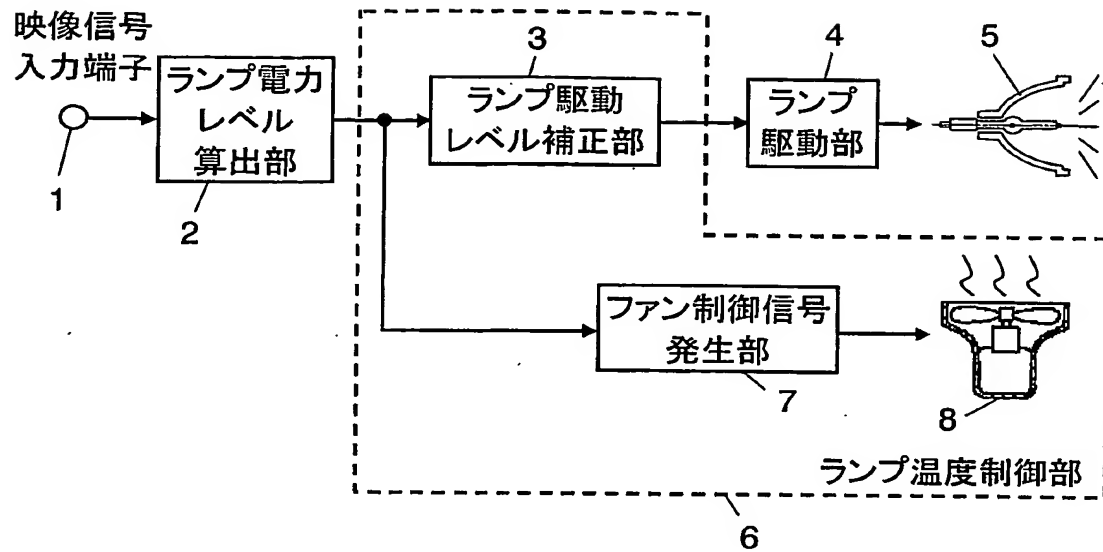 映像信号
入力端子
1
ランプ電力
レベル
算出部
2
3
ランプ駆動
レベル補正部
4
ランプ
駆動部
5
ファン制御信号
発生部
7
8
ランプ温度制御部
6